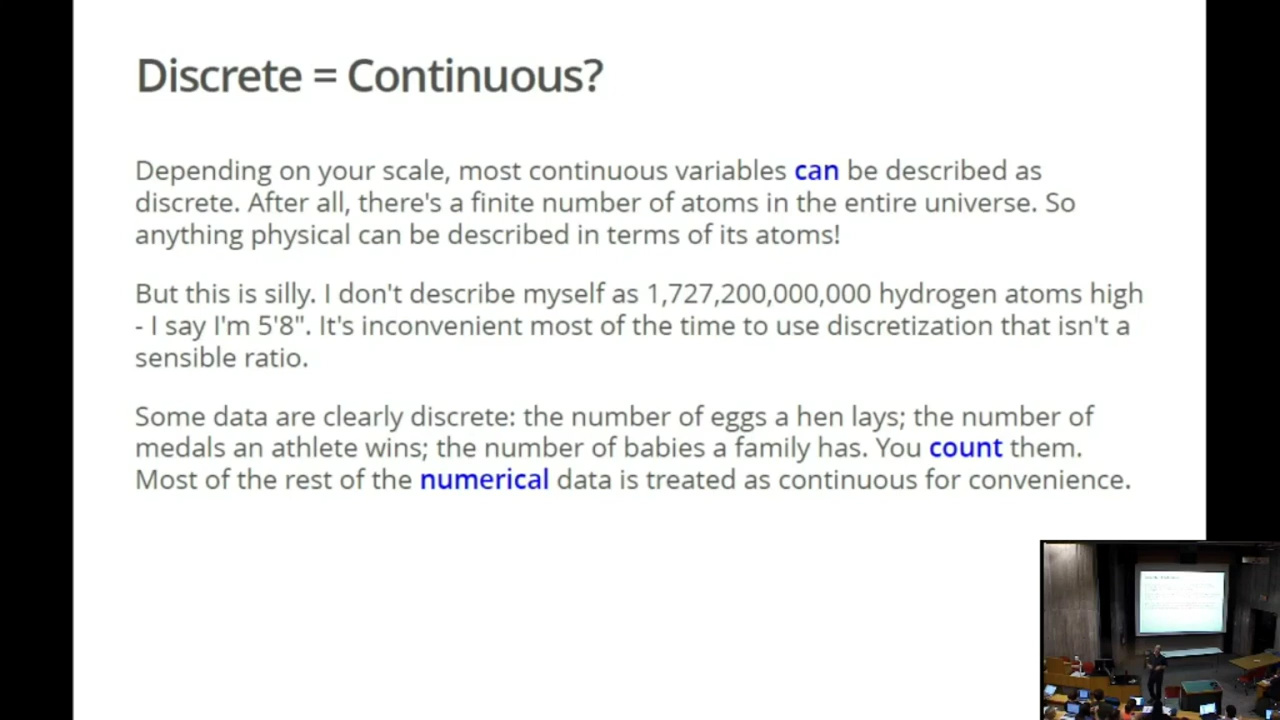 Discrete = Continuous?
Depending on your scale, most continuous variables can be described as
discrete. After all, there's a finite number of atoms in the entire universe. So
anything physical can be described in terms of its atoms!
But this is silly. I don't describe myself as 1,727,200,000,000 hydrogen atoms high
- I say I'm 5'8". It's inconvenient most of the time to use discretization that isn't a
sensible ratio.
Some data are clearly discrete: the number of eggs a hen lays; the number of
medals an athlete wins; the number of babies a family has. You count them.
Most of the rest of the numerical data is treated as continuous for convenience.